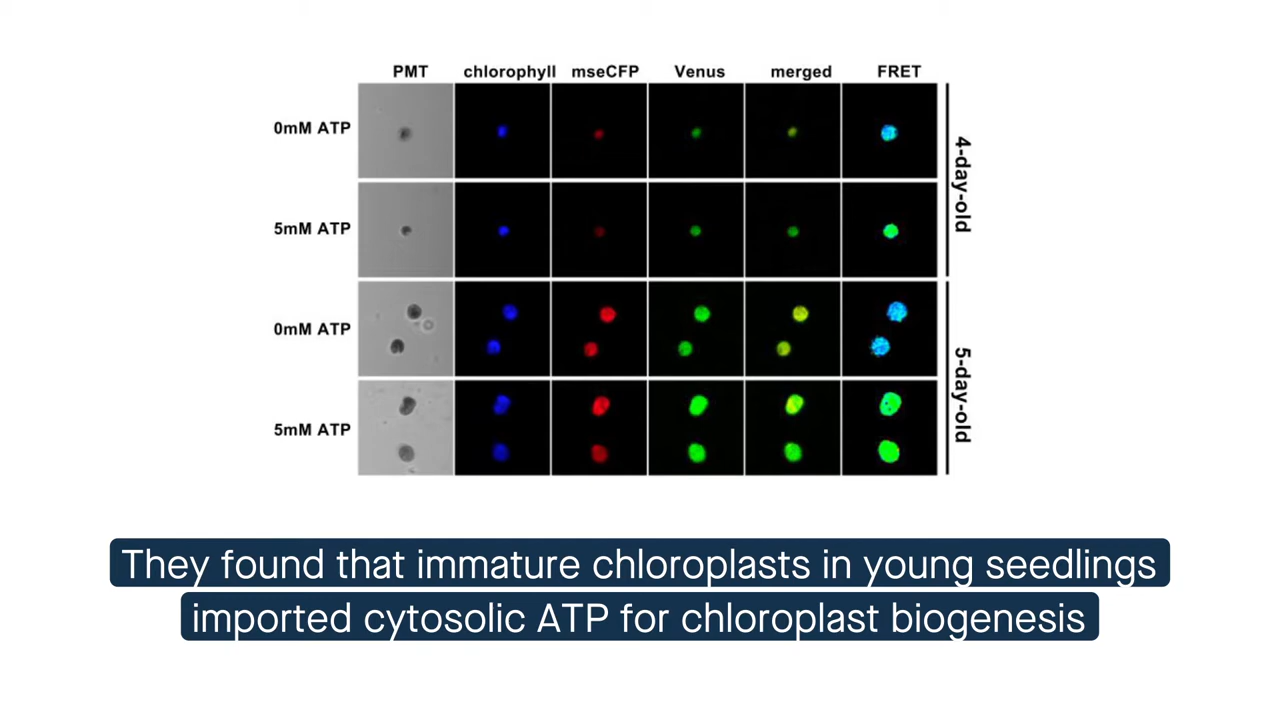 PMT chlorophyll mseCFP Venus merged FRET
0mM ATP
4-day-old
5mM ATP
0mM ATP
5-day-old
5mM ATP
They found that immature chloroplasts in young seedlings
imported cytosolic ATP for chloroplast biogenesis